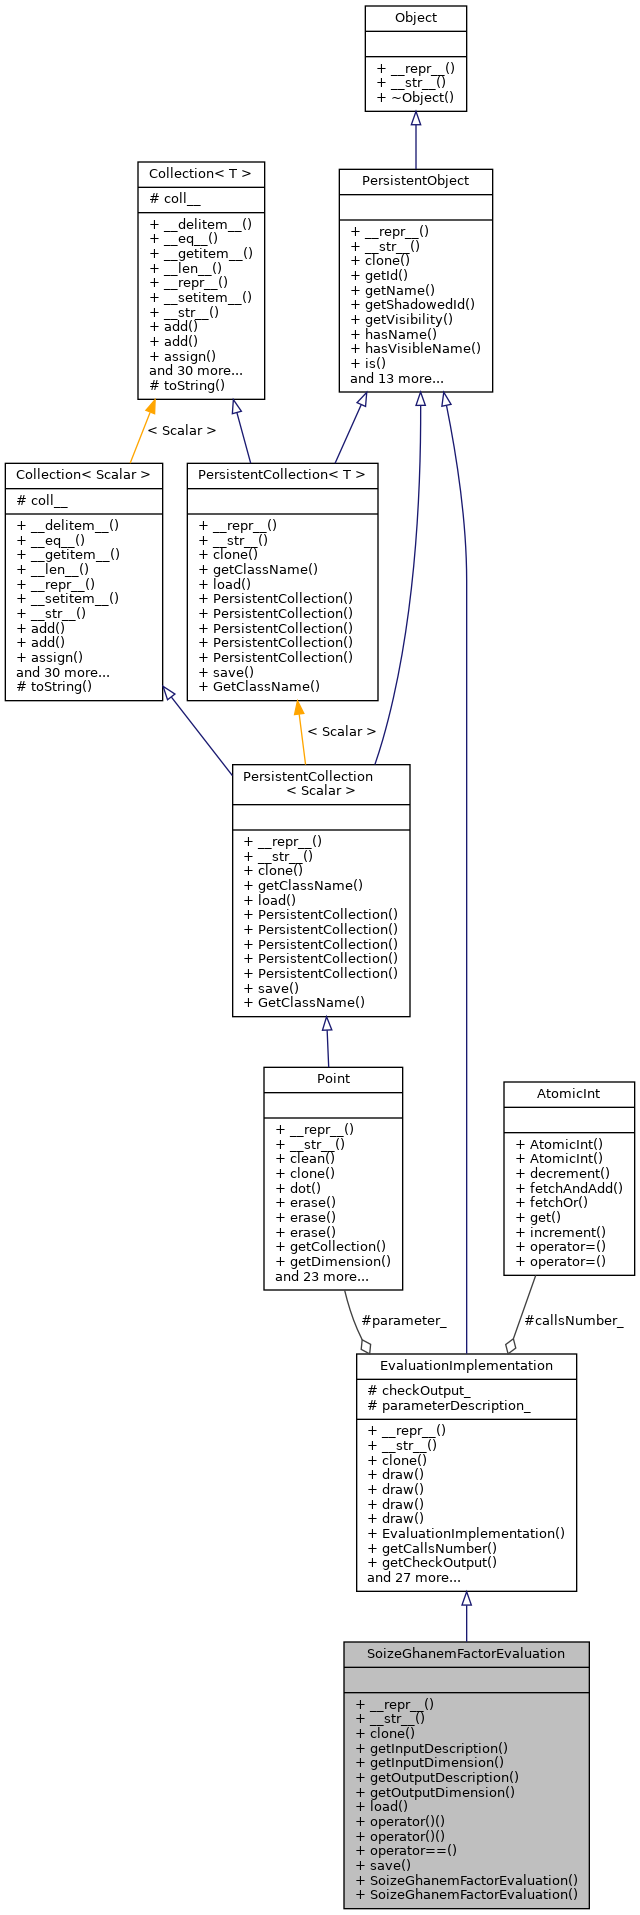 Object
+ __repr__()
+ __str__()
+ ~Object()
Collection< T >
# coll__
+ __delitem__()
+ __eq__()
+ __getitem__()
+ __len__()
+ __repr__()
+ __setitem__()
+ __str__()
+ add()
+ add()
+ assign()
and 30 more...
# toString()
PersistentObject
+ __repr__()
+ __str__()
+ clone()
+ getId()
+ getName()
+ getShadowedId()
+ getVisibility()
+ hasName()
+ hasVisibleName()
+ is()
and 13 more...
< Scalar >
Collection< Scalar >
# coll__
+ __delitem__()
+ __eq__()
+ __getitem__()
+ __len__()
+ __repr__()
+ __setitem__()
+ __str__()
+ add()
+ add()
+ assign()
and 30 more...
# toString()
PersistentCollection< T >
+ __repr__()
+ __str__()
+ clone()
+ getClassName()
+ load()
+ PersistentCollection()
+ PersistentCollection()
+ PersistentCollection()
+ PersistentCollection()
+ PersistentCollection()
+ save()
+ GetClassName()
< Scalar >
PersistentCollection
< Scalar >
+ __repr__()
+ __str__()
+ clone()
+ getClassName()
+ load()
+ PersistentCollection()
+ PersistentCollection()
+ PersistentCollection()
+ PersistentCollection()
+ PersistentCollection()
+ save()
+ GetClassName()
Point
+ __repr__()
+ __str__()
+ clean()
+ clone()
+ dot()
+ erase()
+ erase()
+ erase()
+ getCollection()
+ getDimension()
and 23 more...
AtomicInt
+ AtomicInt()
+ AtomicInt()
+ decrement()
+ fetchAndAdd()
+ fetchOr()
+ get()
+ increment()
+ operator=()
+ operator=()
#parameter_
#callsNumber_
EvaluationImplementation
# checkOutput_
# parameterDescription_
+ __repr__()
+ __str__()
+ clone()
+ draw()
+ draw()
+ draw()
+ draw()
+ EvaluationImplementation()
+ getCallsNumber()
+ getCheckOutput()
and 27 more...
SoizeGhanemFactorEvaluation
+ __repr__()
+ __str__()
+ clone()
+ getInputDescription()
+ getInputDimension()
+ getOutputDescription()
+ getOutputDimension()
+ load()
+ operator()()
+ operator()()
+ operator==()
+ save()
+ SoizeGhanemFactorEvaluation()
+ SoizeGhanemFactorEvaluation()